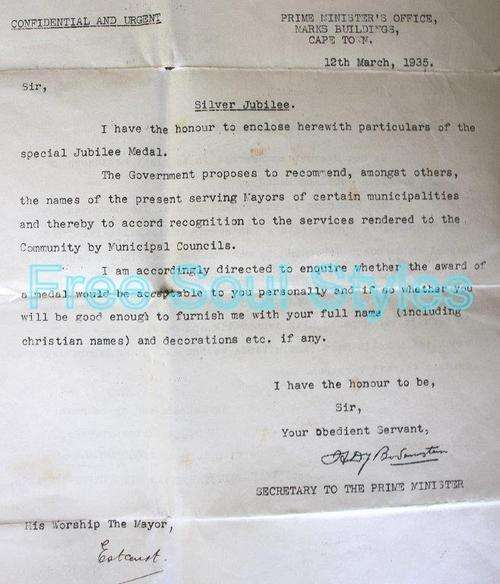 CONFIDENTIAL AND URGENT
PRIME MINISTER'S OFFICE,
MARKS BUILDINGS,
CAPE TOWN.
12th March, 1935.
Sir,
Silver Jubilee.
I have the honour to enclose herewith particulars of the
special Jubilee Medal.
The Government proposes to recommend, amongst others,
the names of the present serving Mayors of certain municipalities
and thereby to accord recognition to the services rendered to the
Community by Municipal Councils.
I am accordingly directed to enquire whether the award of
a medal would be acceptable to you personally and if so whether you
will be good enough to furnish me with your full name (including
christian names) and decorations etc. if any.
Free Soul Styles
I have the honour to be,
Sir,
Your Obedient Servant,
SECRETARY TO THE PRIME MINISTER
His Worship The Mayor,
Estcourt.